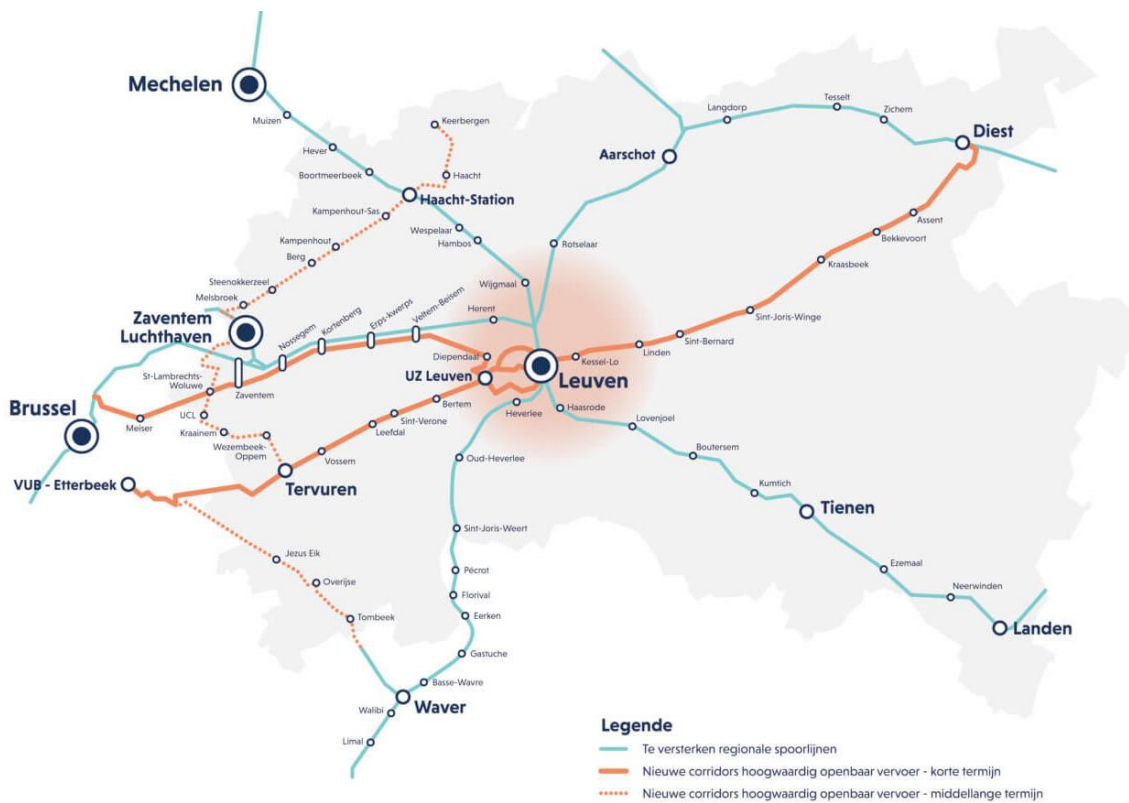 Mechelen
Muizen
Hever
Boortmeerbeek
Keerbergen
Haacht
Haacht-Station
Kampenhout-Sas
Kampenhout
Berg
Steenokkerzeel
Melsbroek
Wespelaar
Hambos
Wijgmaal
Rotselaar
Aarschot
Langdorp
Tesselt
Zichem
Diest
Assent
Bekkevoort
Kraasbeek
Sint-Joris-Winge
Sint-Bernard
Linden
Kessel-Lo
Leuven
Zaventem
Luchthaven
Nossegem
Kortenberg
Erps-kwerps
Veltem-Beisem
Herent
Diependaal
UZ Leuven
St-Lambrechts-
Woluwe
Zaventem
Brussel
Meiser
UCL
Kraainem
Wezembeek-
Oppem
VUB - Etterbeek
Tervuren
Vossem
Leefdal
Sint-Verone
Bertem
Heverlee
Haasrode
Lovenjoel
Boutersem
Kumtich
Tienen
Ezemaal
Neerwinden
Landen
Oud-Heverlee
Sint-Joris-Weert
Pécrot
Florival
Eerken
Gastuche
Basse-Wavre
Waver
Walibi
Limal
Jezus Eik
Overijse
Tombeek
Legende
Te versterken regionale spoorlijnen
Nieuwe corridors hoogwaardig openbaar vervoer - korte termijn
Nieuwe corridors hoogwaardig openbaar vervoer - middellange termijn